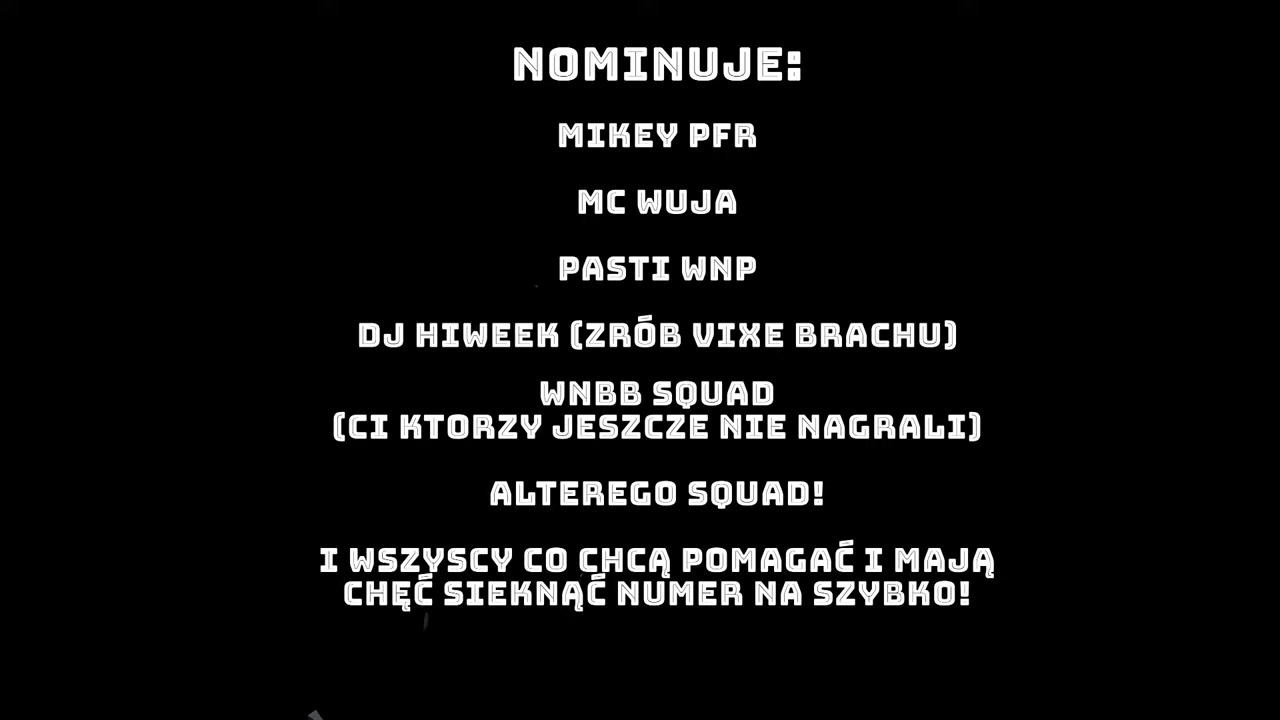 NOMINUJE:
MIKEY PFR
MC WUJA
PASTI WNP
DJ HIWEEK (ZRÓB VIXE BRACHU)
WNBB SQUAD
(CI KTORZY JESZCZE NIE NAGRALI)
ALTEREGO SQUAD!
I WSZYSCY CO CHCĄ POMAGAĆ I MAJĄ
CHĘĆ SIEKNĄĆ NUMER NA SZYBKO!